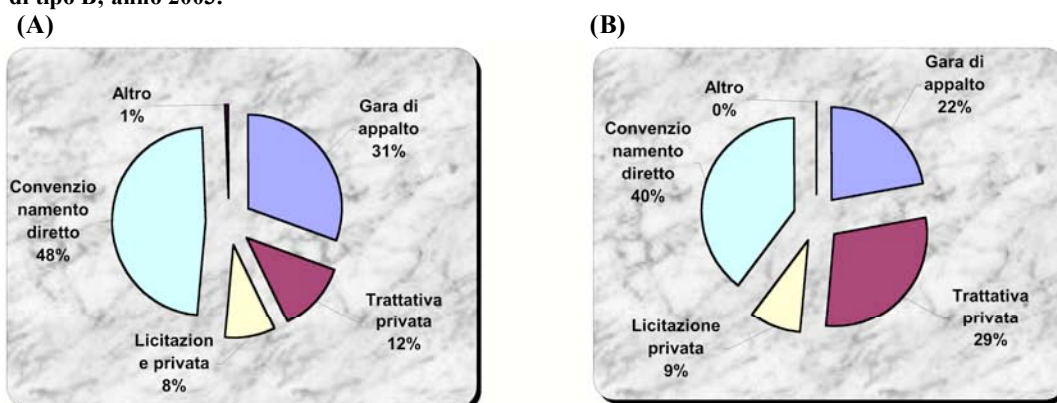 di tipo B, anno 2003.
(A)
(B)
Altro
1%
Gara di
appalto
31%
Convenzio
namento
diretto
48%
Trattativa
privata
12%
Licitazion
e privata
8%
Altro
0%
Gara di
appalto
22%
Convenzio
namento
diretto
40%
Trattativa
privata
29%
Licitazione
privata
9%